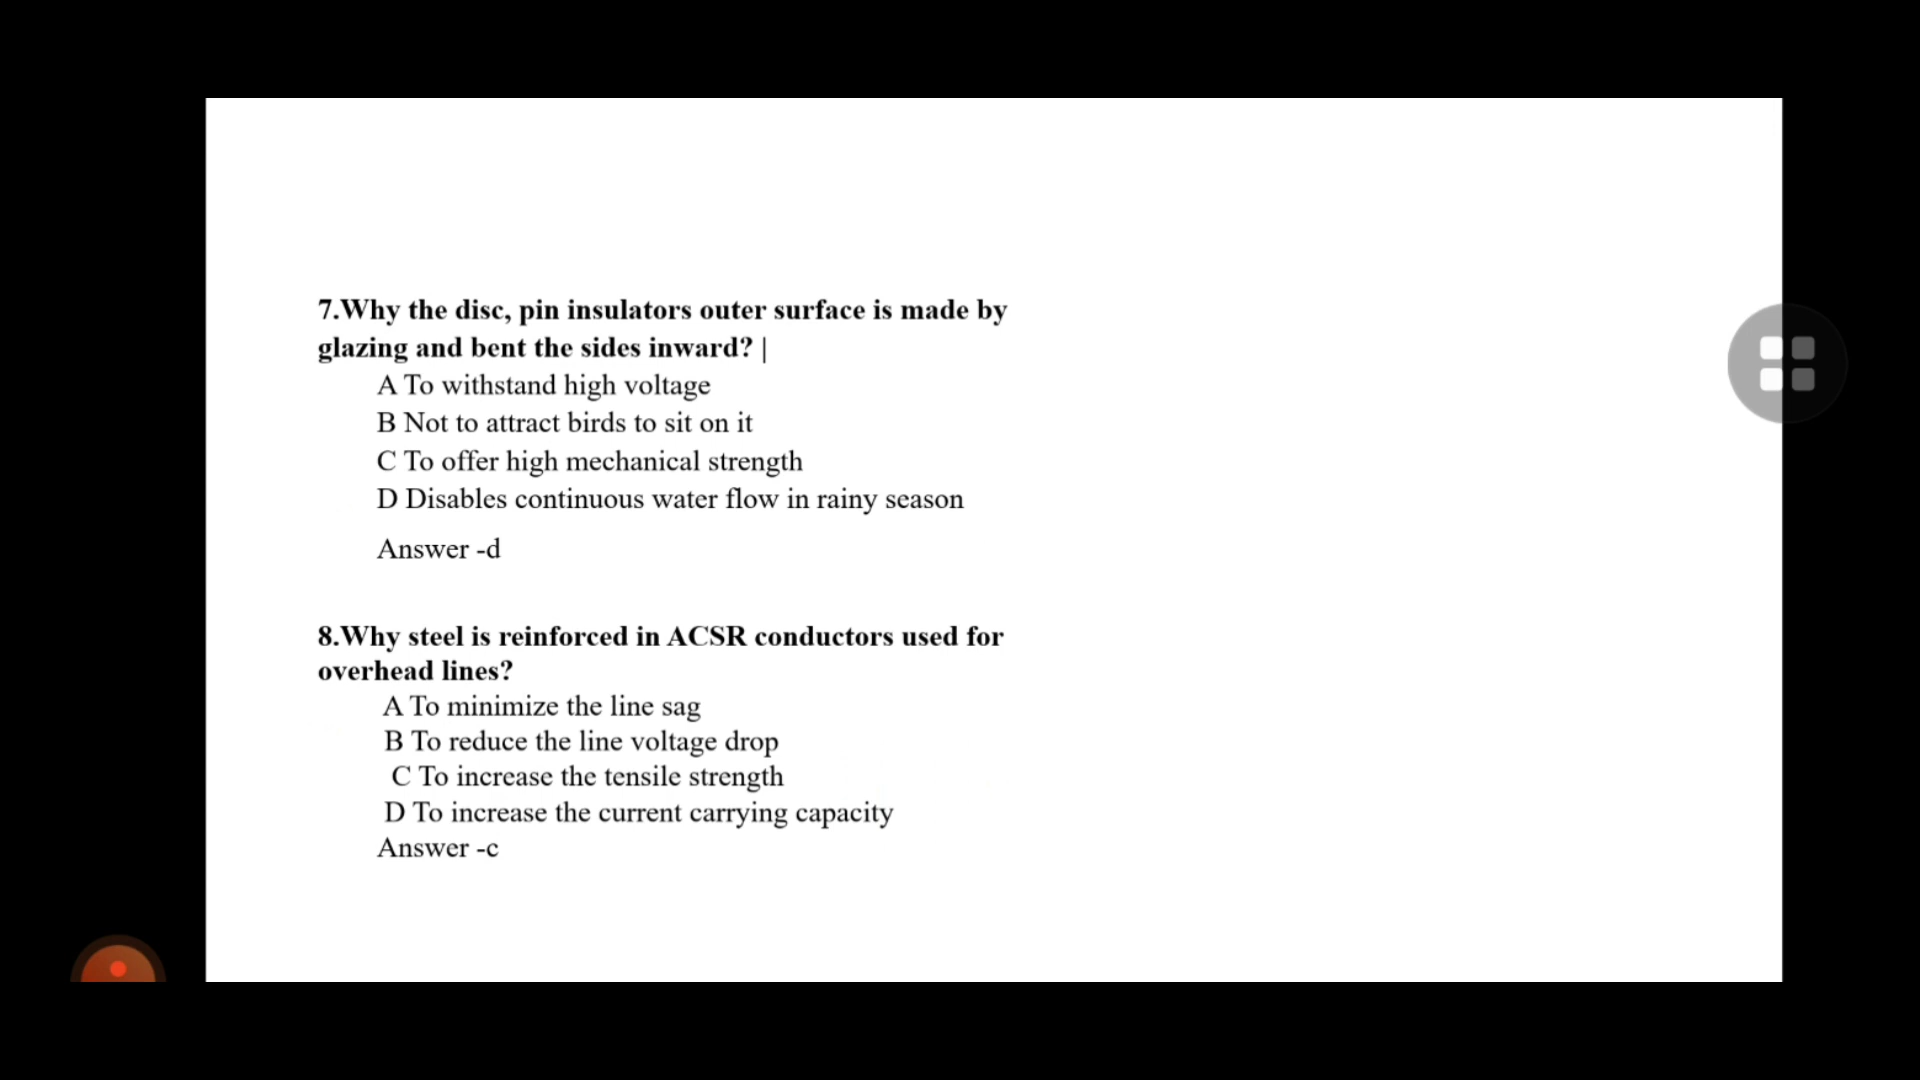 7.Why the disc, pin insulators outer surface is made by
glazing and bent the sides inward? |
A To withstand high voltage
B Not to attract birds to sit on it
C To offer high mechanical strength
D Disables continuous water flow in rainy season
Answer -d
8.Why steel is reinforced in ACSR conductors used for
overhead lines?
A To minimize the line sag
B To reduce the line voltage drop
C To increase the tensile strength
D To increase the current carrying capacity
Answer -c